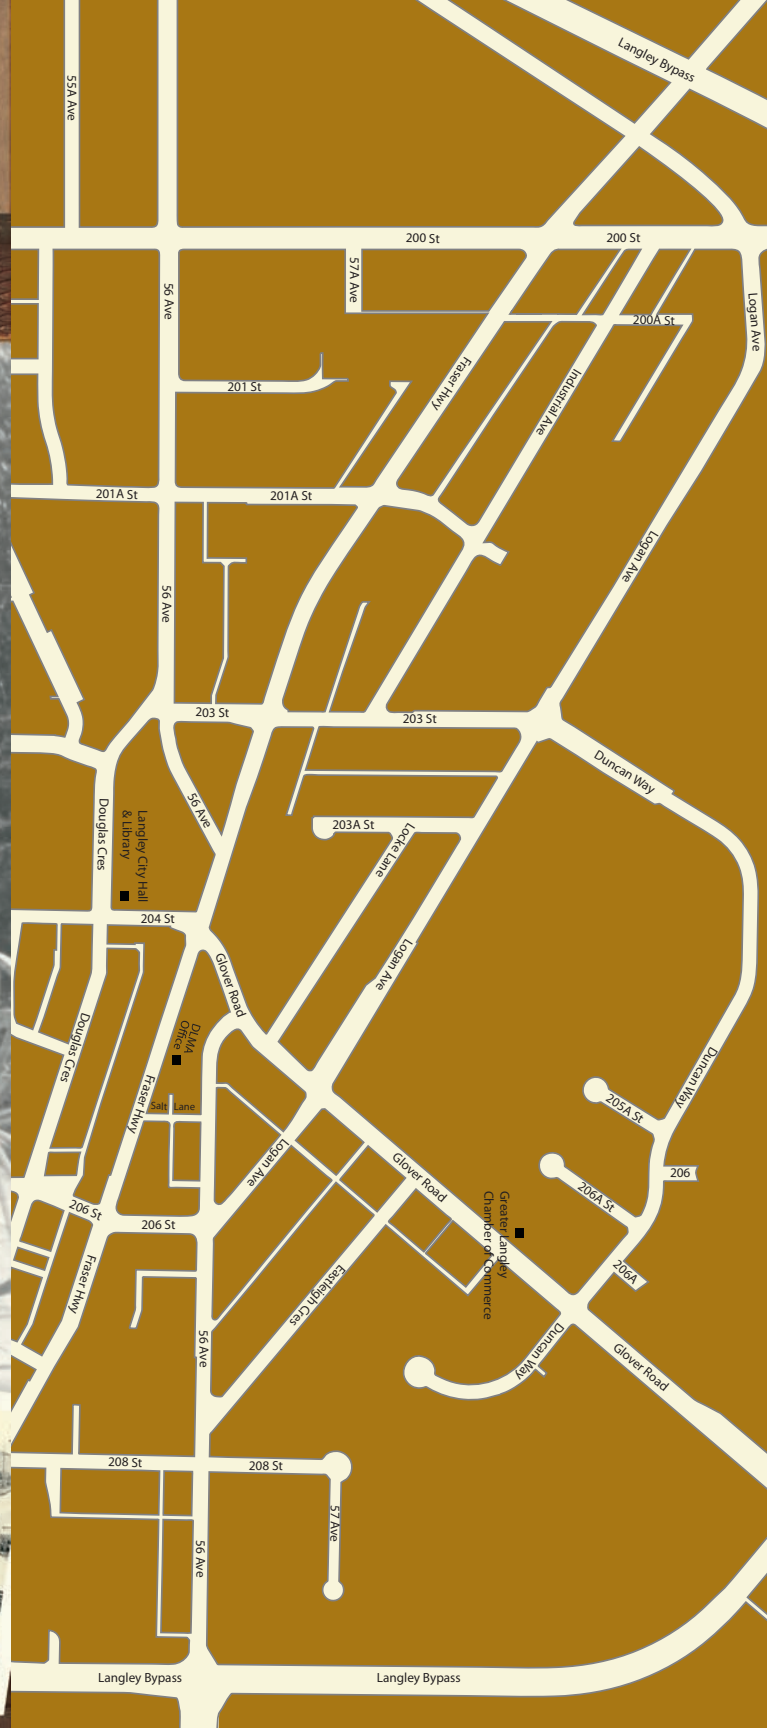 Langley Bypass
55A Ave
200 St
200 St
57A Ave
56 Ave
Logan Ave
200A St
Fraser Hwy
Industrial Ave
201 St
201A St
201A St
Logan Ave
56 Ave
203 St
203 St
Duncan Way
56 Ave
Douglas Cres
Langley City Hall
& Library
203A St
Locke Lane
204 St
Glover Road
Logan Ave
DLMA
Office
Douglas Cres
Fraser Hwy
Salt Lane
Duncan Way
205A St
Logan Ave
Glover Road
206
206A St
206 St
206 St
Greater Langley
Chamber of Commerce
Fraser Hwy
Eastleigh Cres
206A
56 Ave
Duncan Way
Glover Road
208 St
208 St
57 Ave
56 Ave
Langley Bypass
Langley Bypass